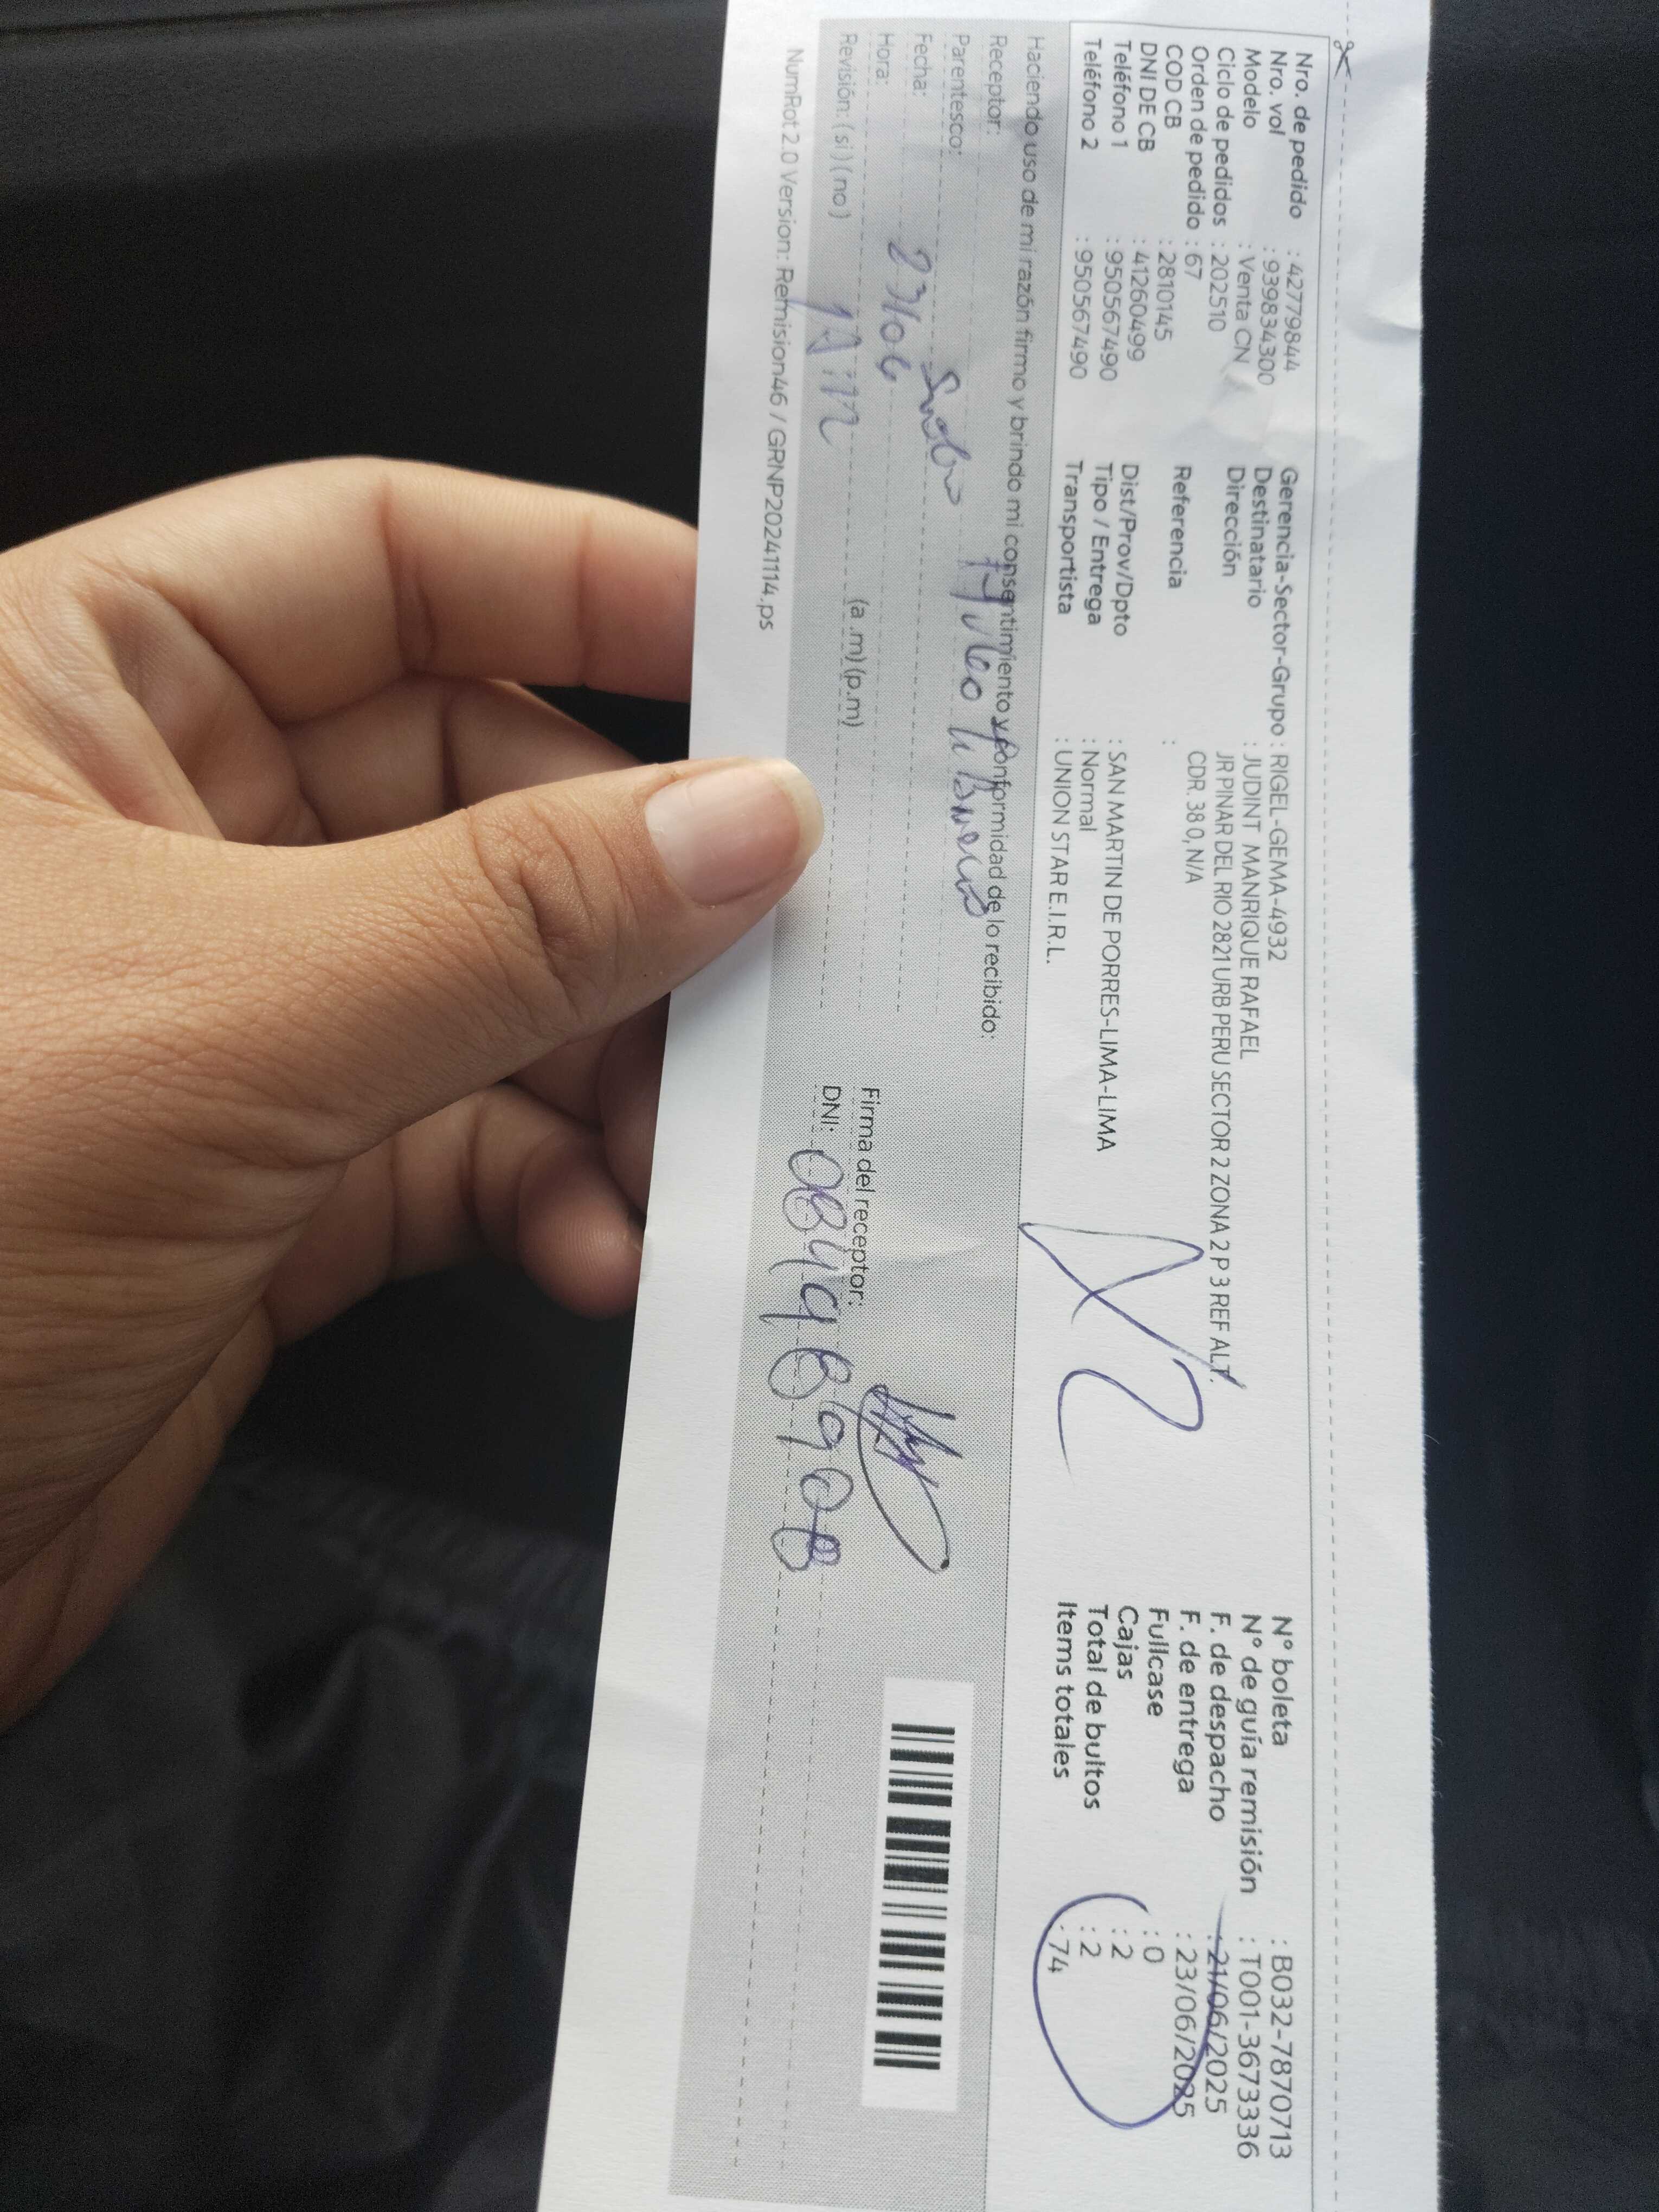 Nro. de pedido : 42779844
Nro. vol : 939834300
Modelo : Venta CN
Ciclo de pedidos : 202510
Orden de pedido : 67
COD CB : 2810145
DNI DE CB : 41260499
Teléfono 1 : 950567490
Teléfono 2 : 950567490
Gerencia-Sector-Grupo : RIGEL-GEMA-4932
Destinatario : JUDINT MANRIQUE RAFAEL
Dirección JR PINAR DEL RIO 2821 URB PERU SECTOR 2 ZONA 2 P 3 REF ALT.
CDR. 38 0, N/A
Referencia :
Dist/Prov/Dpto : SAN MARTIN DE PORRES-LIMA-LIMA
Tipo / Entrega : Normal
Transportista : UNION STAR E.I.R.L.
N° boleta : B032-7870713
N° de guía remisión : T001-3673336
F. de despacho : 21/06/2025
F. de entrega : 23/06/2025
Fullcase : 0
Cajas : 2
Total de bultos : 2
Items totales : 74
Haciendo uso de mi razón firmo y brindo mi consentimiento y conformidad de lo recibido:
Receptor:
Parentesco:
Fecha: 23/06
Hora: (a .m) (p.m)
Revisión: (si) (no)
Firma del receptor:
DNI: 08498908
NumRot 2.0 Version: Remision46 / GRNP20241114.ps